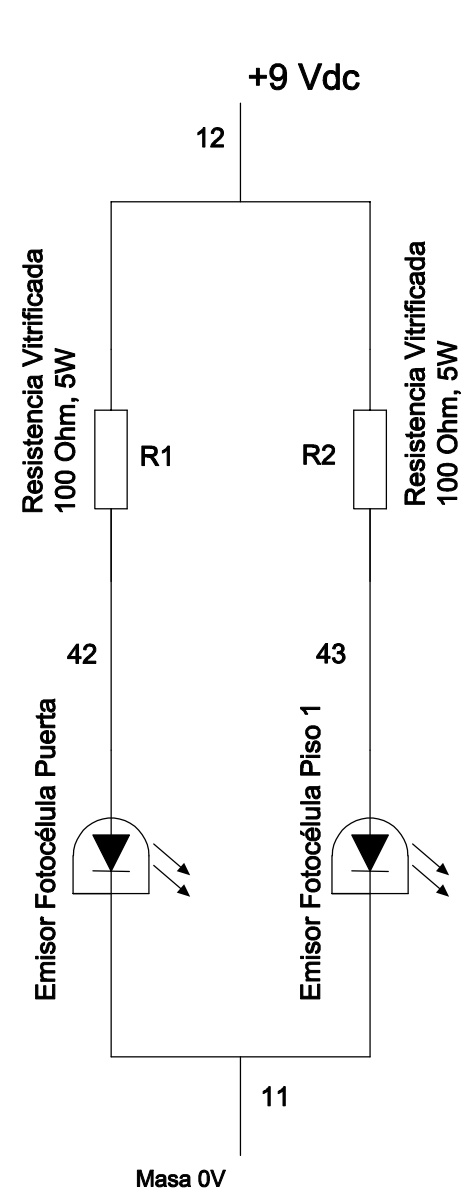 +9 Vdc
12
Resistencia Vitrificada
100 Ohm, 5W
R1
R2
Resistencia Vitrificada
100 Ohm, 5W
42
43
Emisor Fotocélula Puerta
Emisor Fotocélula Piso 1
11
Masa 0V